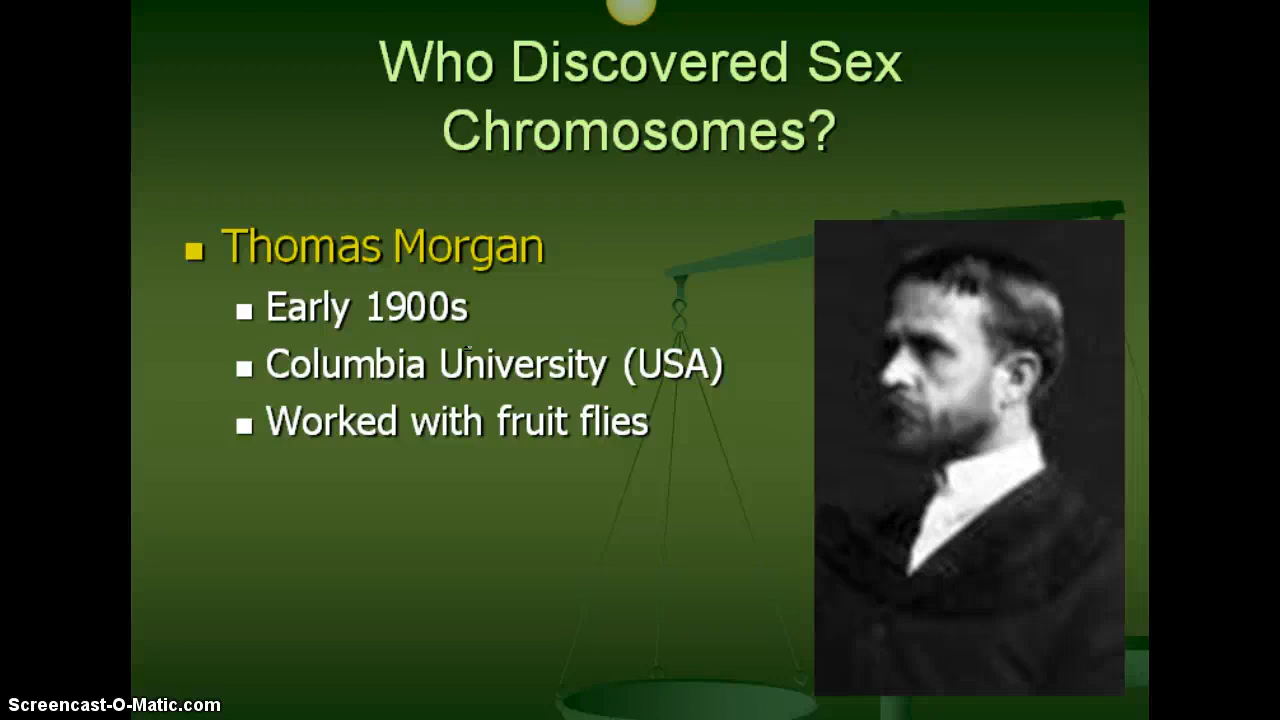 Who Discovered Sex
Chromosomes?
Thomas Morgan
Early 1900s
Columbia University (USA)
Worked with fruit flies
Screencast-O-Matic.com